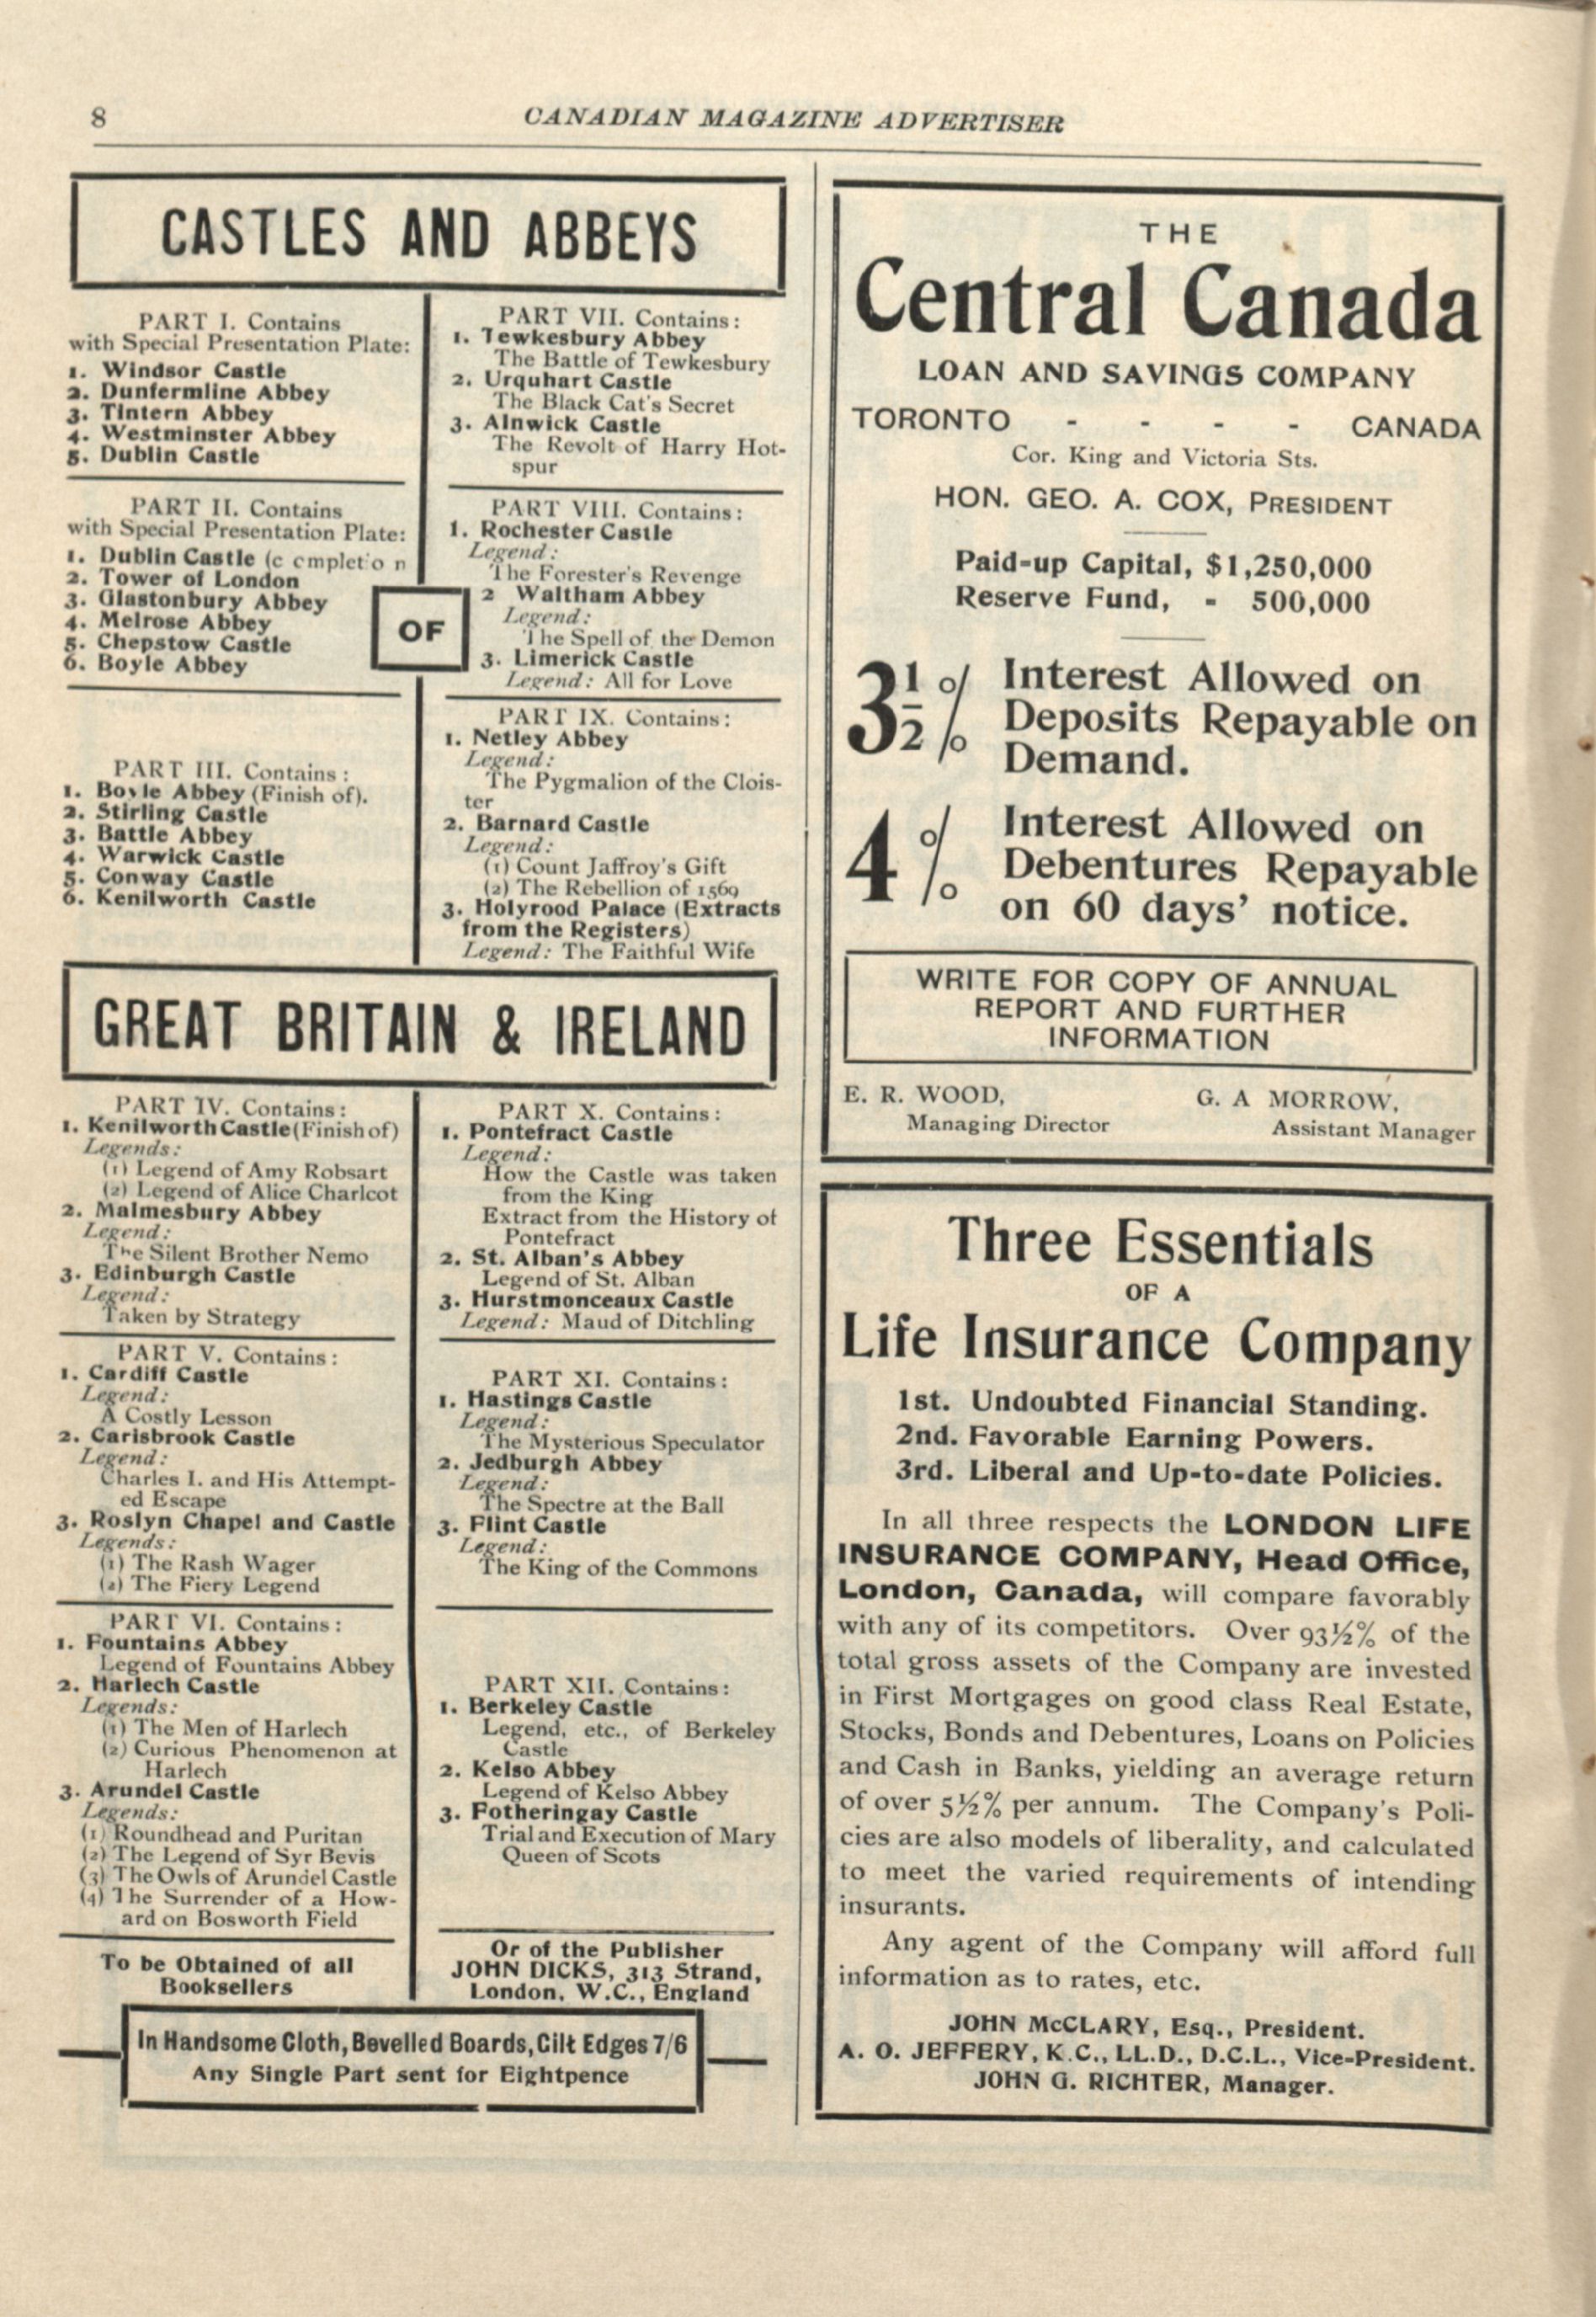 8
CANADIAN MAGAZINE ADVERTISER
CASTLES AND ABBEYS
PART I. Contains
with Special Presentation Plate:
1. Windsor Castle
2. Dunfermline Abbey
3. Tintern Abbey
4. Westminster Abbey
5. Dublin Castle
PART II. Contains
with Special Presentation Plate:
1. Dublin Castle (c mpletio n
2. Tower of London
3. Glastonbury Abbey
4. Melrose Abbey
5. Chepstow Castle
6. Boyle Abbey
PART III. Contains:
1. Boyle Abbey (Finish of).
2. Stirling Castle
3. Battle Abbey
4. Warwick Castle
5. Conway Castle
6. Kenilworth Castle
OF
PART VII. Contains:
1. Tewkesbury Abbey
The Battle of Tewkesbury
2. Urquhart Castle
The Black Cat's Secret
3. Alnwick Castle
The Revolt of Harry Hot-
spur
PART VIII. Contains:
1. Rochester Castle
Legend:
The Forester's Revenge
2 Waltham Abbey
Legend:
The Spell of the Demon
3. Limerick Castle
Legend: All for Love
PART IX. Contains:
1. Netley Abbey
Legend:
The Pygmalion of the Clois-
ter
2. Barnard Castle
Legend:
(1) Count Jaffroy's Gift
(2) The Rebellion of 1569
3. Holyrood Palace (Extracts
from the Registers)
Legend: The Faithful Wife
GREAT BRITAIN & IRELAND
PART IV. Contains:
1. Kenilworth Castle (Finish of)
Legends:
(1) Legend of Amy Robsart
(2) Legend of Alice Charlcot
2. Malmesbury Abbey
Legend:
The Silent Brother Nemo
3. Edinburgh Castle
Legend:
Taken by Strategy
PART V. Contains:
1. Cardiff Castle
Legend:
A Costly Lesson
2. Carisbrook Castle
Legend:
Charles I. and His Attempt-
ed Escape
3. Roslyn Chapel and Castle
Legends:
(1) The Rash Wager
(2) The Fiery Legend
PART VI. Contains:
1. Fountains Abbey
Legend of Fountains Abbey
2. Harlech Castle
Legends:
(1) The Men of Harlech
(2) Curious Phenomenon at
Harlech
3. Arundel Castle
Legends:
(1) Roundhead and Puritan
(2) The Legend of Syr Bevis
(3) The Owls of Arundel Castle
(4) The Surrender of a How-
ard on Bosworth Field
To be Obtained of all
Booksellers
PART X. Contains:
1. Pontefract Castle
Legend:
How the Castle was taken
from the King
Extract from the History of
Pontefract
2. St. Alban's Abbey
Legend of St. Alban
3. Hurstmonceaux Castle
Legend: Maud of Ditchling
PART XI. Contains:
1. Hastings Castle
Legend:
The Mysterious Speculator
2. Jedburgh Abbey
Legend:
The Spectre at the Ball
3. Flint Castle
Legend:
The King of the Commons
PART XII. Contains:
1. Berkeley Castle
Legend, etc., of Berkeley
Castle
2. Kelso Abbey
Legend of Kelso Abbey
3. Fotheringay Castle
Trial and Execution of Mary
Queen of Scots
Or of the Publisher
JOHN DICKS, 313 Strand,
London, W.C., England
In Handsome Cloth, Bevelled Boards, Gilt Edges 7/6
Any Single Part sent for Eightpence
THE
Central Canada
LOAN AND SAVINGS COMPANY
TORONTO - - - - CANADA
Cor. King and Victoria Sts.
HON. GEO. A. COX, PRESIDENT
Paid-up Capital, $1,250,000
Reserve Fund, - 500,000
3½% Interest Allowed on
Deposits Repayable on
Demand.
4% Interest Allowed on
Debentures Repayable
on 60 days' notice.
WRITE FOR COPY OF ANNUAL
REPORT AND FURTHER
INFORMATION
E. R. WOOD, G. A MORROW,
Managing Director Assistant Manager
Three Essentials
OF A
Life Insurance Company
1st. Undoubted Financial Standing.
2nd. Favorable Earning Powers.
3rd. Liberal and Up-to-date Policies.
In all three respects the LONDON LIFE
INSURANCE COMPANY, Head Office,
London, Canada, will compare favorably
with any of its competitors. Over 93½% of the
total gross assets of the Company are invested
in First Mortgages on good class Real Estate,
Stocks, Bonds and Debentures, Loans on Policies
and Cash in Banks, yielding an average return
of over 5½% per annum. The Company's Poli-
cies are also models of liberality, and calculated
to meet the varied requirements of intending
insurants.
Any agent of the Company will afford full
information as to rates, etc.
JOHN McCLARY, Esq., President.
A. O. JEFFERY, K.C., LL.D., D.C.L., Vice-President.
JOHN G. RICHTER, Manager.